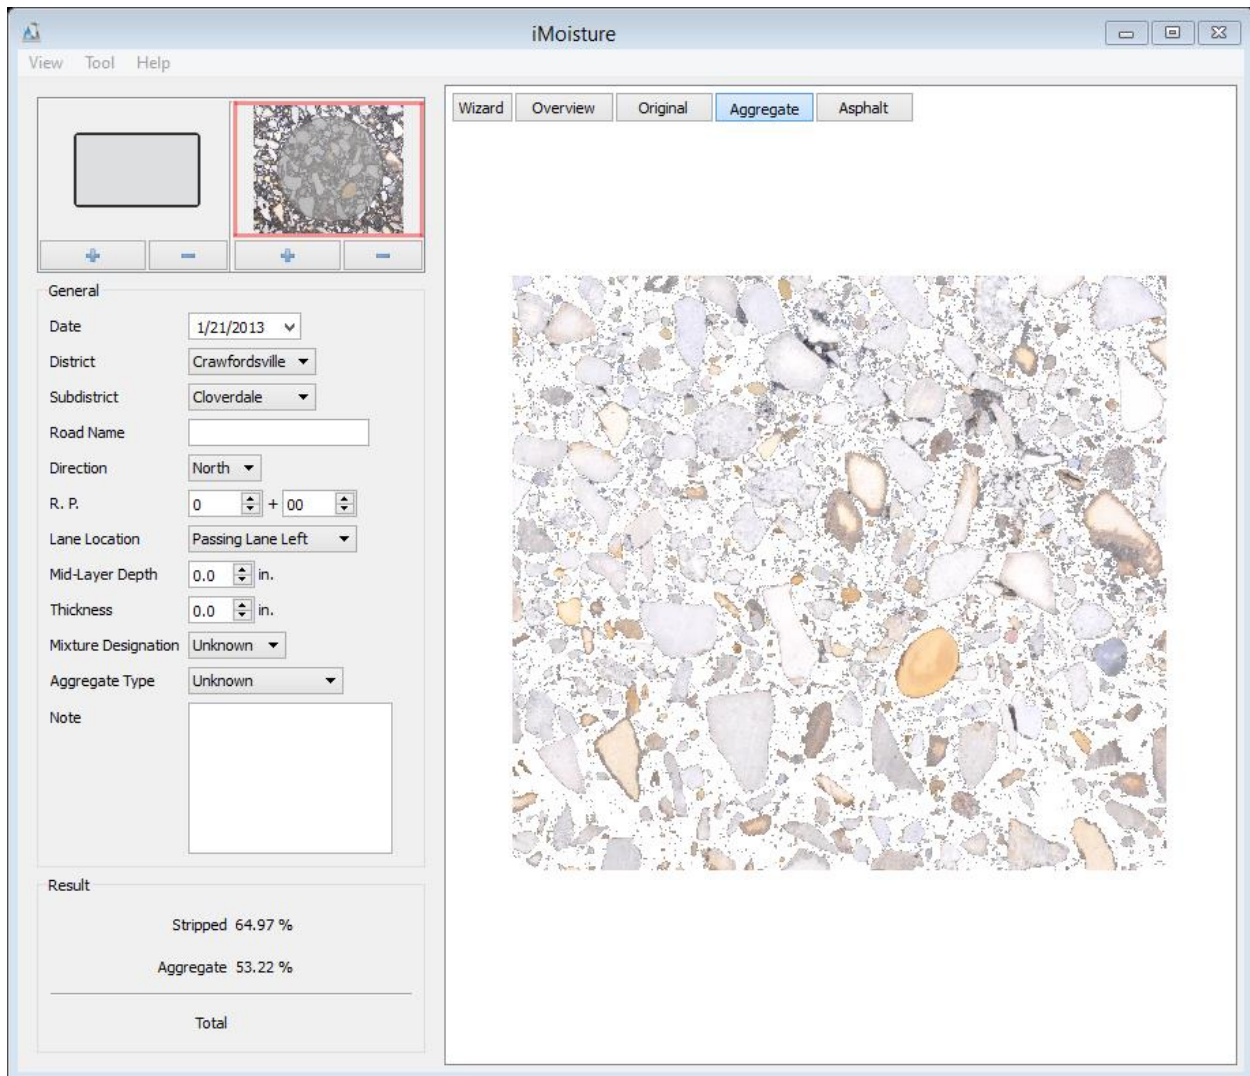 iMoisture
View Tool Help
Wizard Overview Original Aggregate Asphalt
General
Date 1/21/2013
District Crawfordsville
Subdistrict Cloverdale
Road Name
Direction North
R. P. 0 + 00
Lane Location Passing Lane Left
Mid-Layer Depth 0.0 in.
Thickness 0.0 in.
Mixture Designation Unknown
Aggregate Type Unknown
Note
Result
Stripped 64.97 %
Aggregate 53.22 %
Total